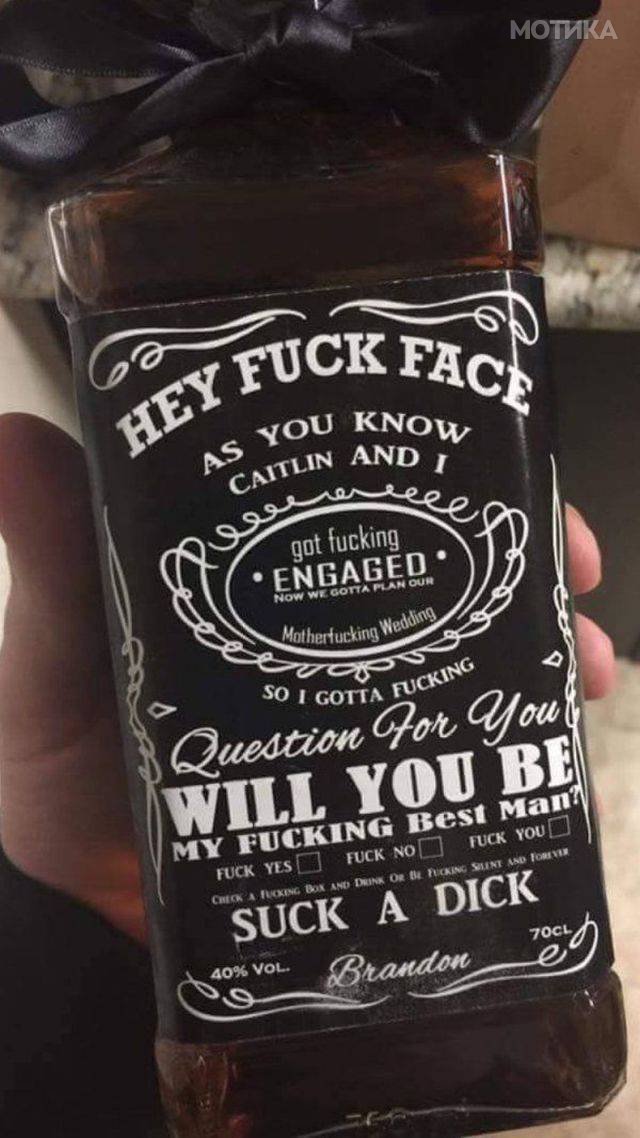 МОТИКА
HEY FUCK FACE
AS YOU KNOW
CAITLIN AND I
got fucking
• ENGAGED •
NOW WE GOTTA PLAN OUR
Motherfucking Wedding
SO I GOTTA FUCKING
Question For You
WILL YOU BE
MY FUCKING Best Man?
FUCK YES FUCK NO FUCK YOU
CHECK A FUCKING BOX AND DRINK OR BE FUCKING SILENT AND FOREVER
SUCK A DICK
40% VOL. Brandon 70CL